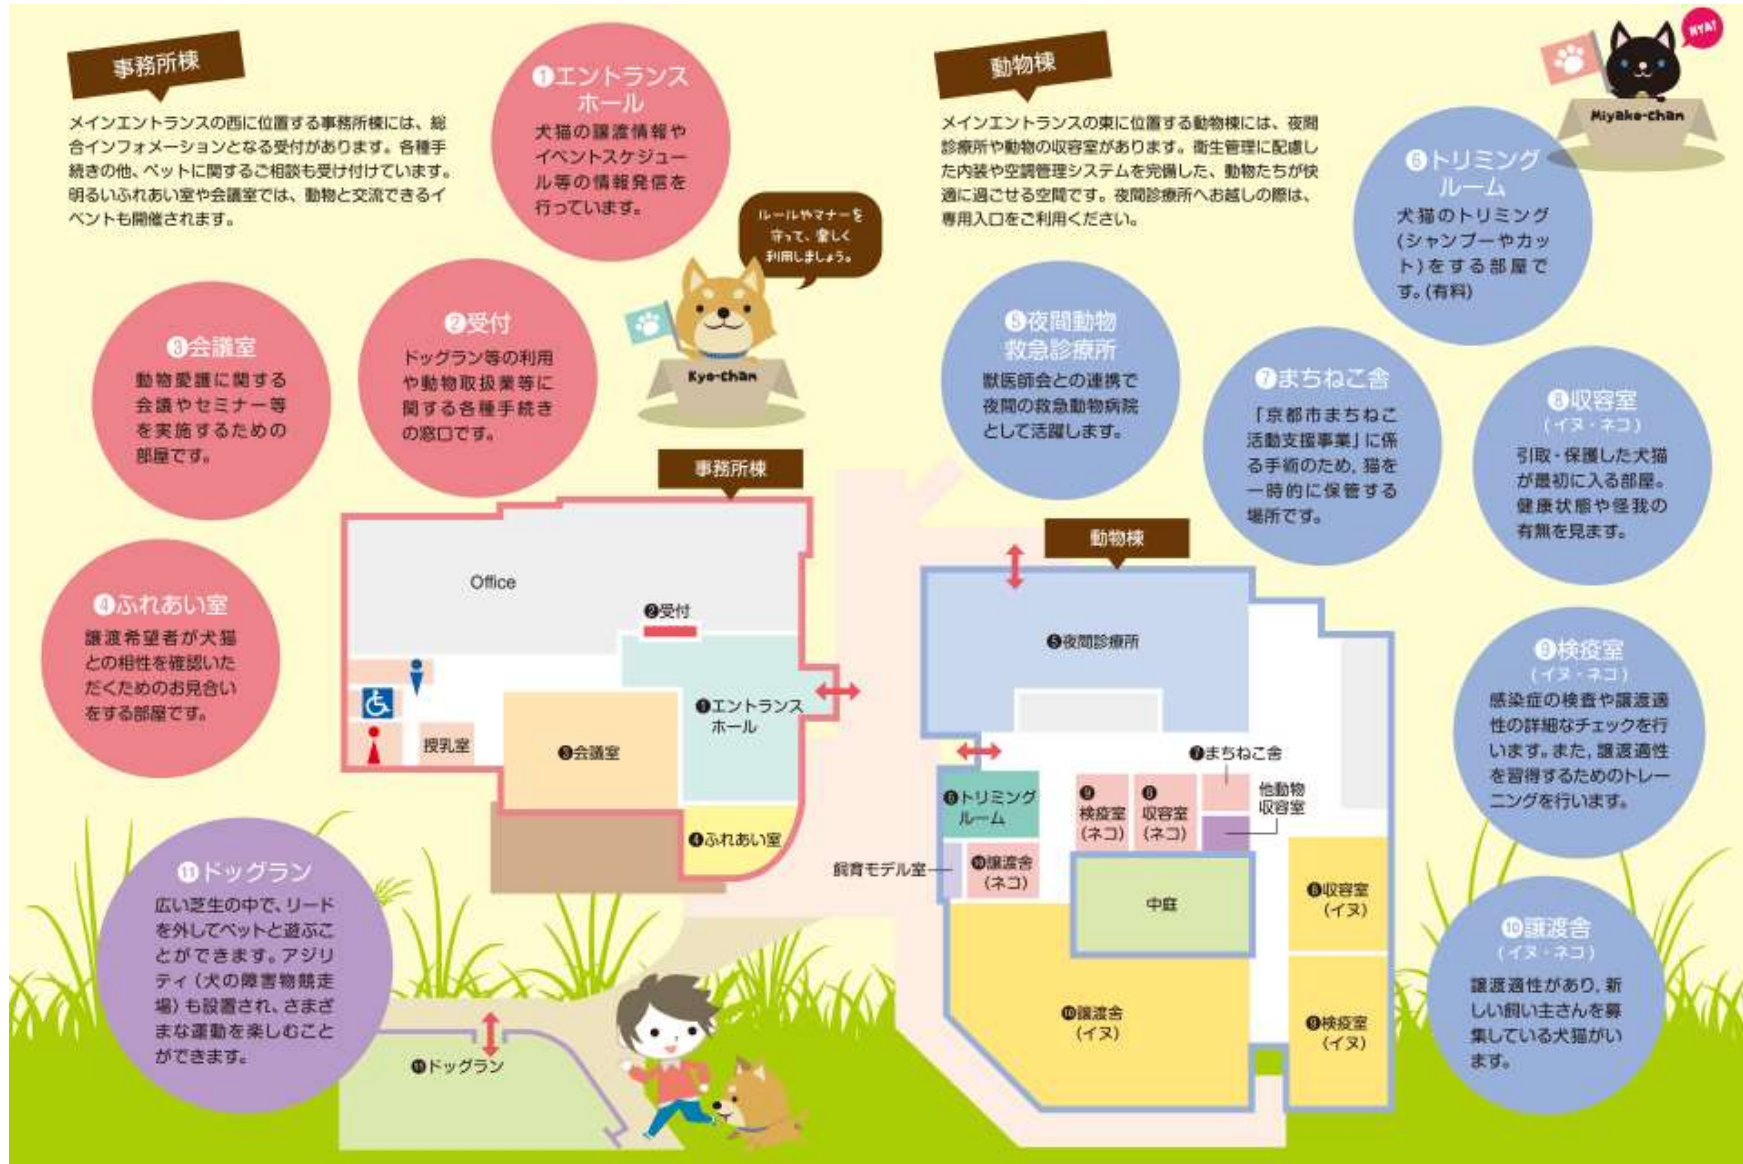 事務所棟
メインエントランスの西に位置する事務所棟には、総
合インフォメーションとなる受付があります。各種手
続きの他、ペットに関するご相談も受け付けています。
明るいふれあい室や会議室では、動物と交流できるイ
ベントも開催されます。
❶エントランス
ホール
犬猫の譲渡情報や
イベントスケジュー
ル等の情報発信を
行っています。
ルールやマナーを
守って、楽しく
利用しましょう。
Kyo-chan
❷受付
ドッグラン等の利用
や動物取扱業等に
関する各種手続き
の窓口です。
❸会議室
動物愛護に関する
会議やセミナー等
を実施するための
部屋です。
❹ふれあい室
譲渡希望者が犬猫
との相性を確認いた
だくためのお見合い
をする部屋です。
⓫ドッグラン
広い芝生の中で、リード
を外してペットと遊ぶこ
とができます。アジリ
ティ(犬の障害物競走
場)も設置され、さまざ
まな運動を楽しむこと
ができます。
事務所棟
Office
❷受付
❶エントランス
ホール
授乳室
❸会議室
❹ふれあい室
⓫ドッグラン
動物棟
メインエントランスの東に位置する動物棟には、夜間
診療所や動物の収容室があります。衛生管理に配慮し
た内装や空調管理システムを完備した、動物たちが快
適に過ごせる空間です。夜間診療所へお越しの際は、
専用入口をご利用ください。
NYA!
Miyako-chan
❺夜間動物
救急診療所
獣医師会との連携で
夜間の救急動物病院
として活躍します。
❻トリミング
ルーム
犬猫のトリミング
(シャンプーやカッ
ト)をする部屋で
す。(有料)
❼まちねこ舎
「京都市まちねこ
活動支援事業」に係
る手術のため、猫を
一時的に保管する
場所です。
❽収容室
(イヌ・ネコ)
引取・保護した犬猫
が最初に入る部屋。
健康状態や怪我の
有無を見ます。
❾検疫室
(イヌ・ネコ)
感染症の検査や譲渡適
性の詳細なチェックを行
います。また、譲渡適性
を習得するためのトレー
ニングを行います。
❿譲渡舎
(イヌ・ネコ)
譲渡適性があり、新
しい飼い主さんを募
集している犬猫がい
ます。
動物棟
❺夜間診療所
❼まちねこ舎
❻トリミング
ルーム
❾
検疫室
(ネコ)
❽
収容室
(ネコ)
他動物
収容室
飼育モデル室
❿譲渡舎
(ネコ)
中庭
❽収容室
(イヌ)
❿譲渡舎
(イヌ)
❾検疫室
(イヌ)